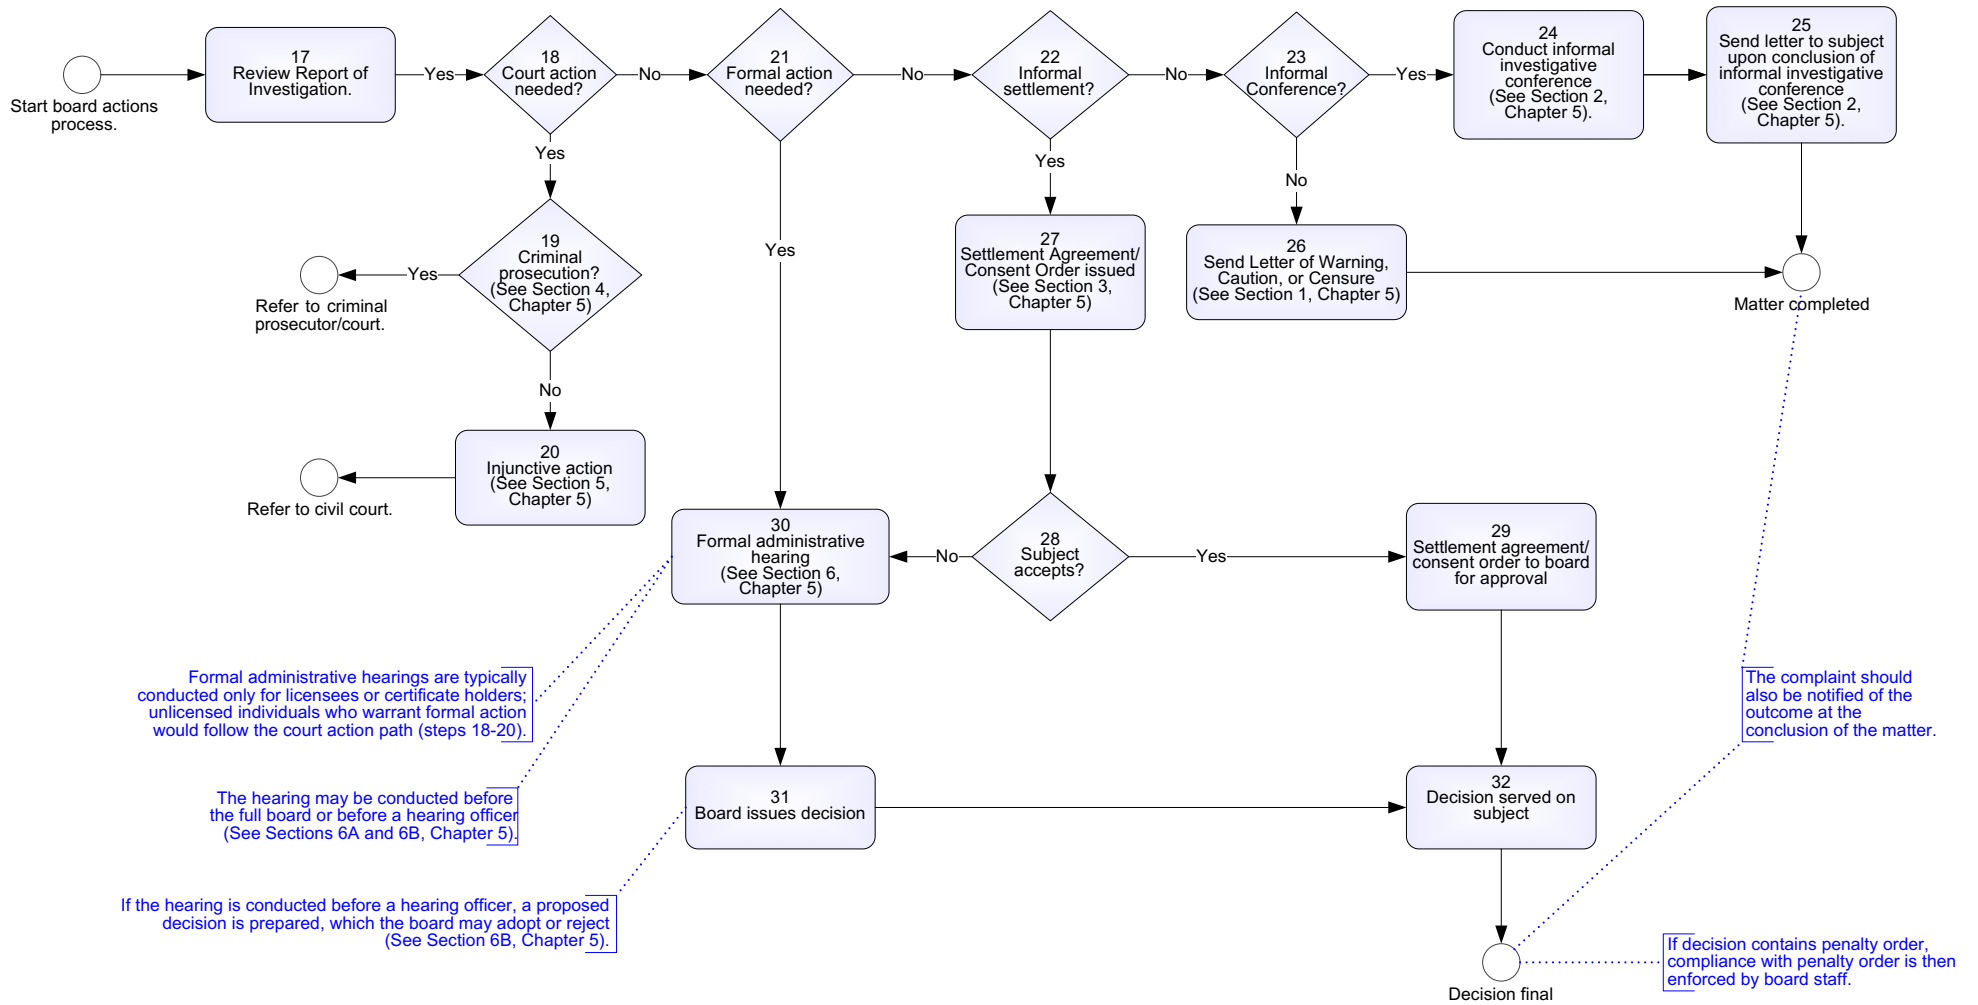 Start board actions
process.
17
Review Report of
Investigation.
Yes
18
Court action
needed?
No
21
Formal action
needed?
No
22
Informal
settlement?
No
23
Informal
Conference?
Yes
24
Conduct informal
investigative
conference
(See Section 2,
Chapter 5).
25
Send letter to subject
upon conclusion of
informal investigative
conference
(See Section 2,
Chapter 5).
Yes
Yes
No
Yes
19
Criminal
prosecution?
(See Section 4,
Chapter 5)
Yes
Refer to criminal
prosecutor/court.
27
Settlement Agreement/
Consent Order issued
(See Section 3,
Chapter 5)
26
Send Letter of Warning,
Caution, or Censure
(See Section 1, Chapter 5)
Matter completed
No
20
Injunctive action
(See Section 5,
Chapter 5)
Refer to civil court.
30
Formal administrative
hearing
(See Section 6,
Chapter 5)
No
28
Subject
accepts?
Yes
29
Settlement agreement/
consent order to board
for approval
Formal administrative hearings are typically
conducted only for licensees or certificate holders;
unlicensed individuals who warrant formal action
would follow the court action path (steps 18-20).
The complaint should
also be notified of the
outcome at the
conclusion of the matter.
The hearing may be conducted before
the full board or before a hearing officer
(See Sections 6A and 6B, Chapter 5).
31
Board issues decision
32
Decision served on
subject
If the hearing is conducted before a hearing officer, a proposed
decision is prepared, which the board may adopt or reject
(See Section 6B, Chapter 5).
If decision contains penalty order,
compliance with penalty order is then
enforced by board staff.
Decision final